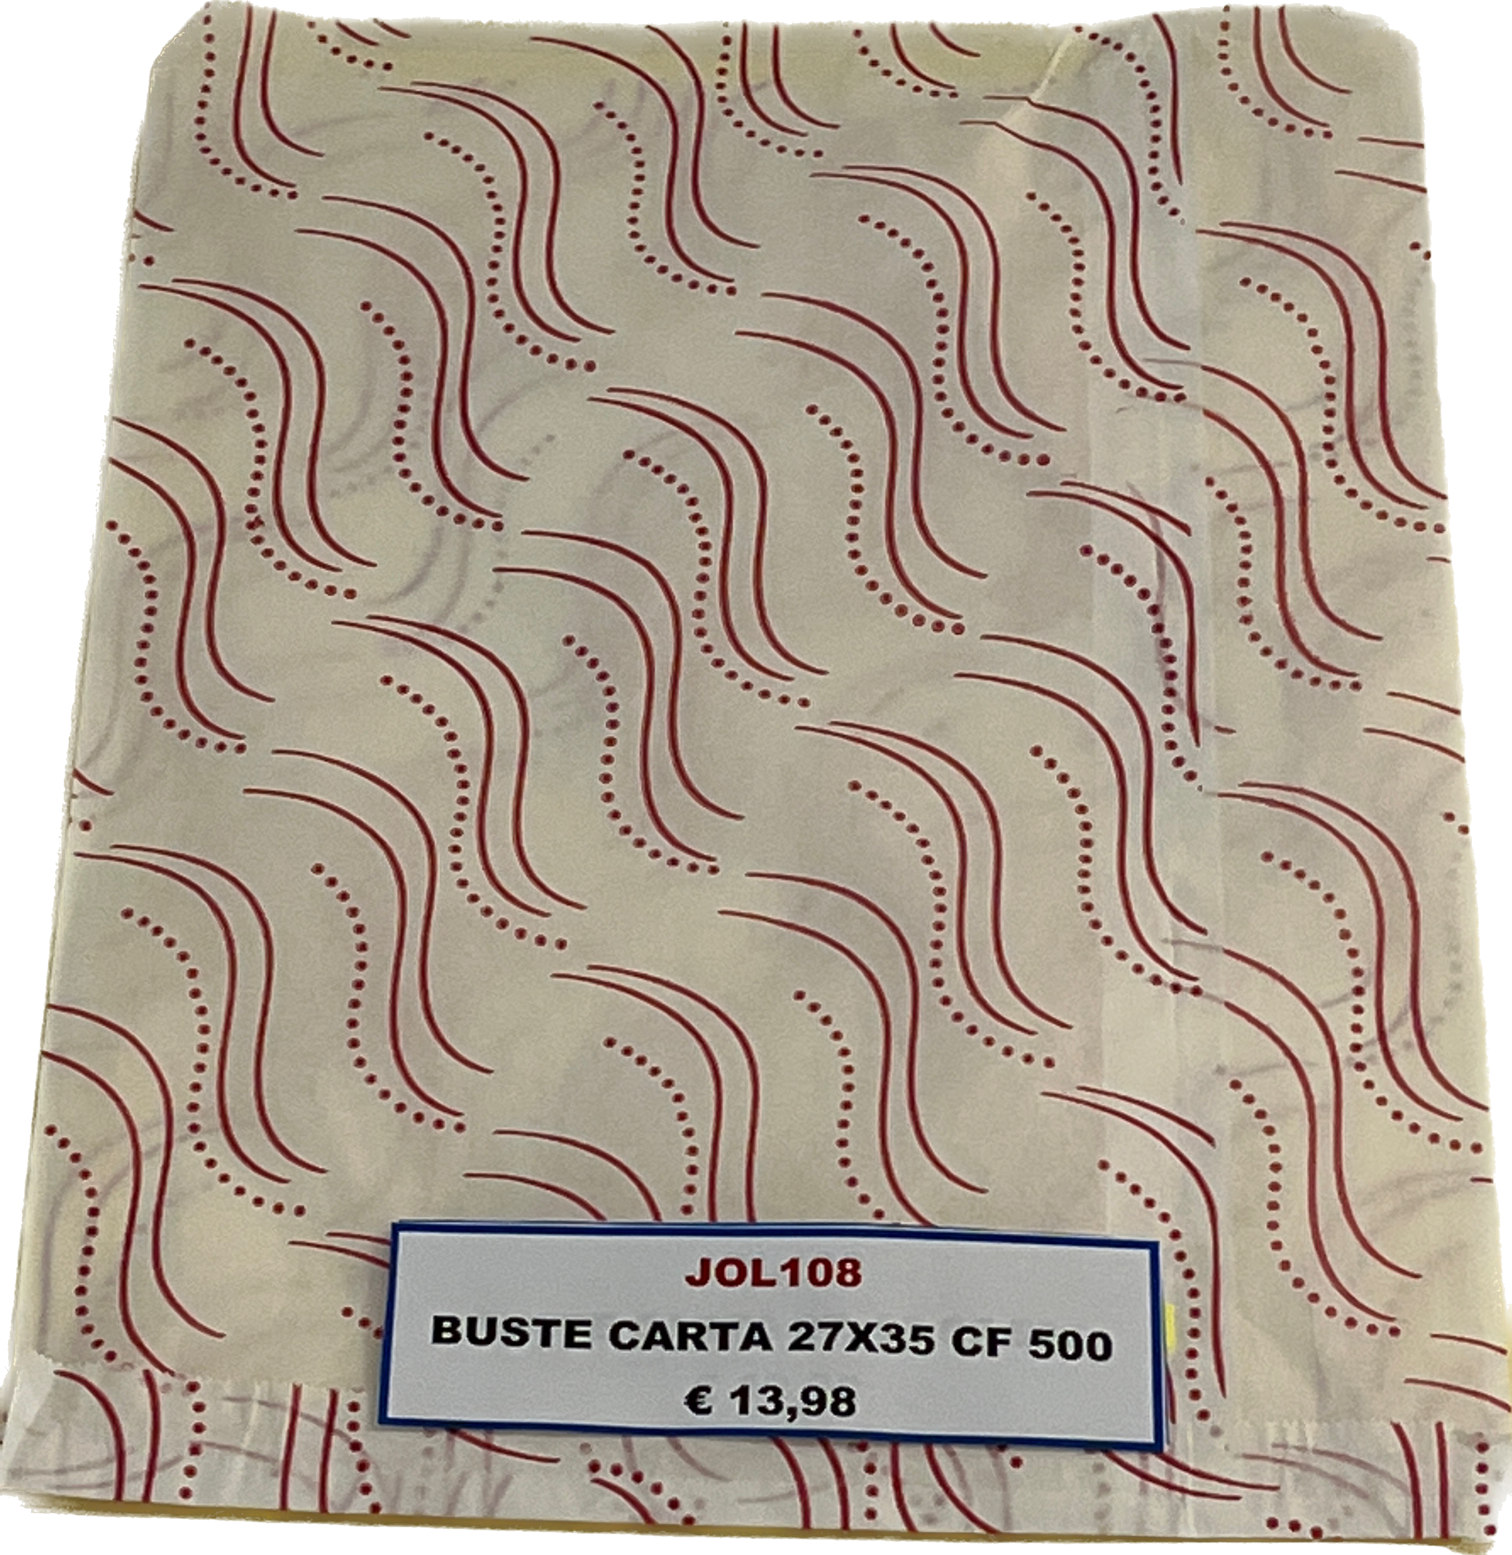 JOL108
BUSTE CARTA 27X35 CF 500
€ 13,98